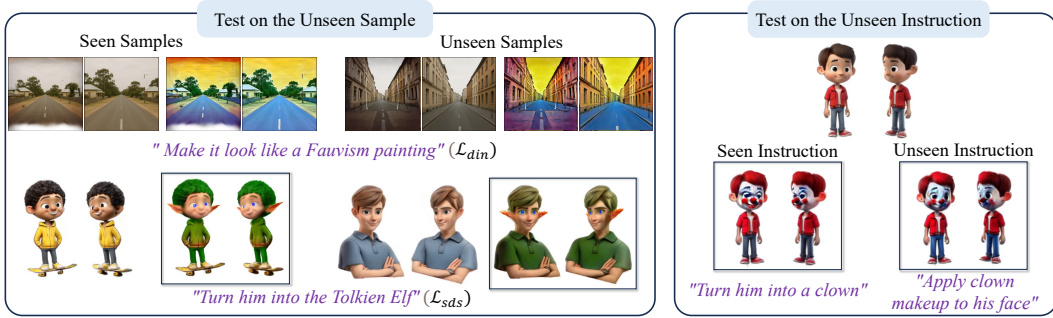 Test on the Unseen Sample
Seen Samples
Unseen Samples
" Make it look like a Fauvism painting" (ℒ_din)
"Turn him into the Tolkien Elf" (ℒ_sds)
Test on the Unseen Instruction
Seen Instruction
Unseen Instruction
"Turn him into a clown"
"Apply clown
makeup to his face"